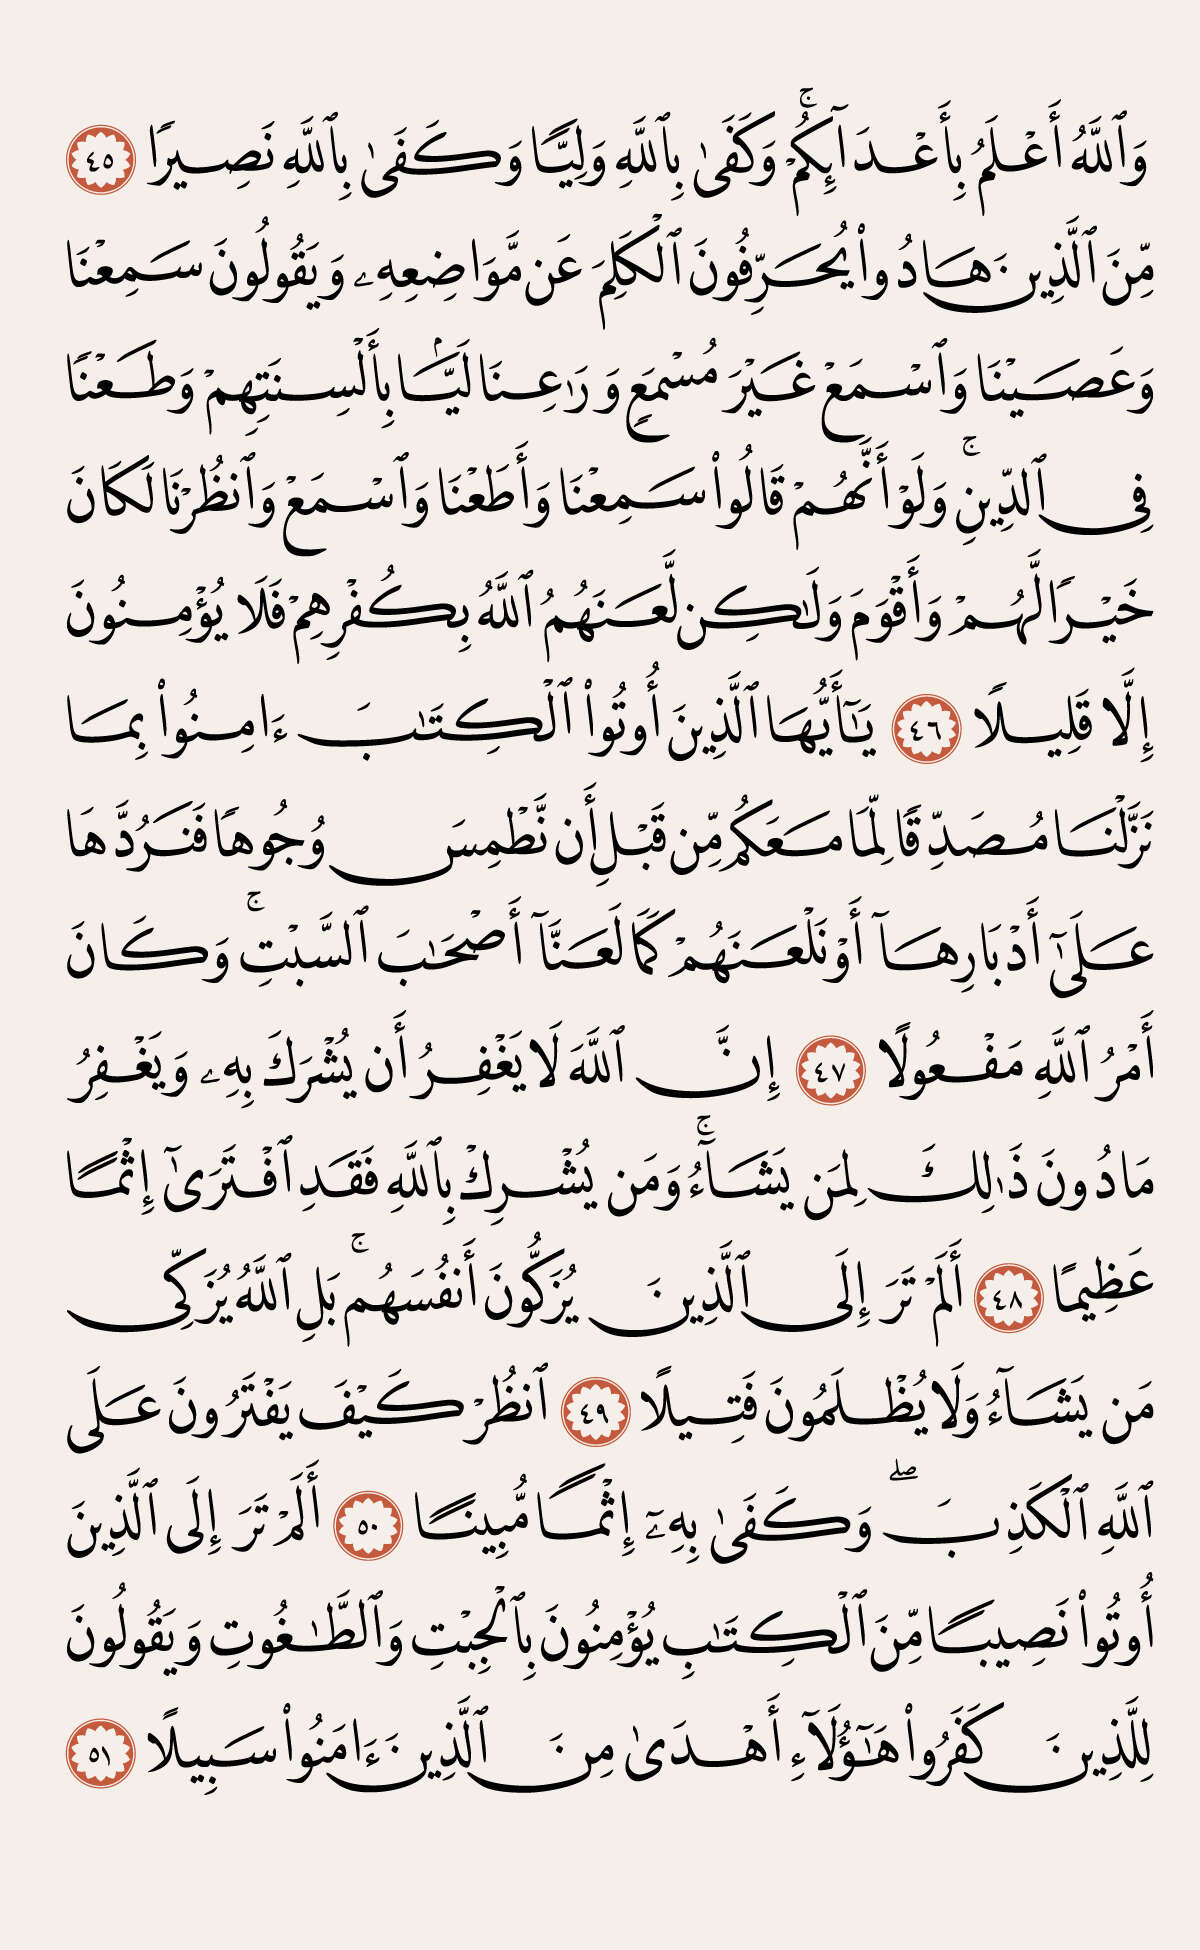 وَٱللَّهُ أَعْلَمُ بِأَعْدَآئِكُمْۚ وَكَفَىٰ بِٱللَّهِ وَلِيًّا وَكَفَىٰ بِٱللَّهِ نَصِيرًا ٤٥
مِّنَ ٱلَّذِينَ هَادُوا۟ يُحَرِّفُونَ ٱلْكَلِمَ عَن مَّوَاضِعِهِۦ وَيَقُولُونَ سَمِعْنَا
وَعَصَيْنَا وَٱسْمَعْ غَيْرَ مُسْمَعٍ وَرَٰعِنَا لَيًّۢا بِأَلْسِنَتِهِمْ وَطَعْنًا
فِى ٱلدِّينِۚ وَلَوْ أَنَّهُمْ قَالُوا۟ سَمِعْنَا وَأَطَعْنَا وَٱسْمَعْ وَٱنظُرْنَا لَكَانَ
خَيْرًا لَّهُمْ وَأَقْوَمَ وَلَـٰكِن لَّعَنَهُمُ ٱللَّهُ بِكُفْرِهِمْ فَلَا يُؤْمِنُونَ
إِلَّا قَلِيلًا ٤٦ يَـٰٓأَيُّهَا ٱلَّذِينَ أُوتُوا۟ ٱلْكِتَـٰبَ ءَامِنُوا۟ بِمَا
نَزَّلْنَا مُصَدِّقًا لِّمَا مَعَكُم مِّن قَبْلِ أَن نَّطْمِسَ وُجُوهًا فَنَرُدَّهَا
عَلَىٰٓ أَدْبَارِهَآ أَوْ نَلْعَنَهُمْ كَمَا لَعَنَّآ أَصْحَـٰبَ ٱلسَّبْتِۚ وَكَانَ
أَمْرُ ٱللَّهِ مَفْعُولًا ٤٧ إِنَّ ٱللَّهَ لَا يَغْفِرُ أَن يُشْرَكَ بِهِۦ وَيَغْفِرُ
مَا دُونَ ذَٰلِكَ لِمَن يَشَآءُۚ وَمَن يُشْرِكْ بِٱللَّهِ فَقَدِ ٱفْتَرَىٰٓ إِثْمًا
عَظِيمًا ٤٨ أَلَمْ تَرَ إِلَى ٱلَّذِينَ يُزَكُّونَ أَنفُسَهُمۚ بَلِ ٱللَّهُ يُزَكِّى
مَن يَشَآءُ وَلَا يُظْلَمُونَ فَتِيلًا ٤٩ ٱنظُرْ كَيْفَ يَفْتَرُونَ عَلَى
ٱللَّهِ ٱلْكَذِبَۖ وَكَفَىٰ بِهِۦٓ إِثْمًا مُّبِينًا ٥٠ أَلَمْ تَرَ إِلَى ٱلَّذِينَ
أُوتُوا۟ نَصِيبًا مِّنَ ٱلْكِتَـٰبِ يُؤْمِنُونَ بِٱلْجِبْتِ وَٱلطَّـٰغُوتِ وَيَقُولُونَ
لِلَّذِينَ كَفَرُوا۟ هَـٰٓؤُلَآءِ أَهْدَىٰ مِنَ ٱلَّذِينَ ءَامَنُوا۟ سَبِيلًا ٥١